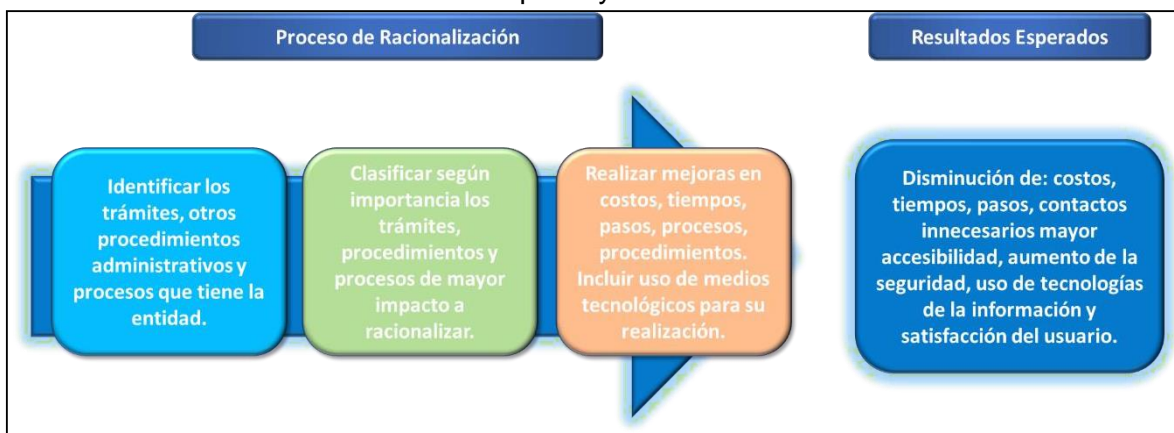 Proceso de Racionalización
Resultados Esperados
Identificar los
trámites, otros
procedimientos
administrativos y
procesos que tiene la
entidad.
Clasificar según
importancia los
trámites,
procedimientos y
procesos de mayor
impacto a
racionalizar.
Realizar mejoras en
costos, tiempos,
pasos, procesos,
procedimientos.
Incluir uso de medios
tecnológicos para su
realización.
Disminución de: costos,
tiempos, pasos, contactos
innecesarios mayor
accesibilidad, aumento de la
seguridad, uso de tecnologías
de la información y
satisfacción del usuario.